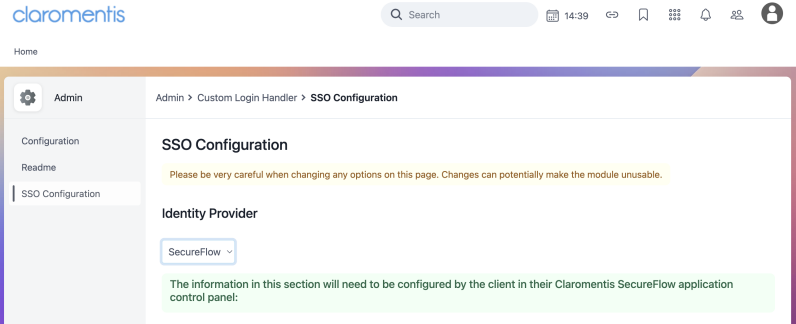 claromentis
Search
14:39
Home
Admin
Admin > Custom Login Handler > SSO Configuration
Configuration
Readme
SSO Configuration
SSO Configuration
Please be very careful when changing any options on this page. Changes can potentially make the module unusable.
Identity Provider
SecureFlow
The information in this section will need to be configured by the client in their Claromentis SecureFlow application
control panel: